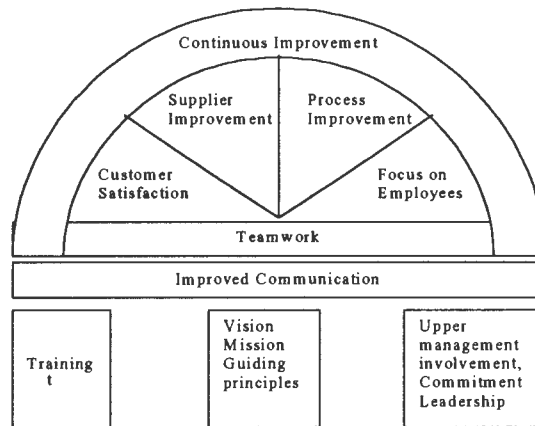 Continuous Improvement
Supplier
Improvement
Process
Improvement
Customer
Satisfaction
Focus on
Employees
Teamwork
Improved Communication
Training
t
Vision
Mission
Guiding
principles
Upper
management
involvement,
Commitment
Leadership